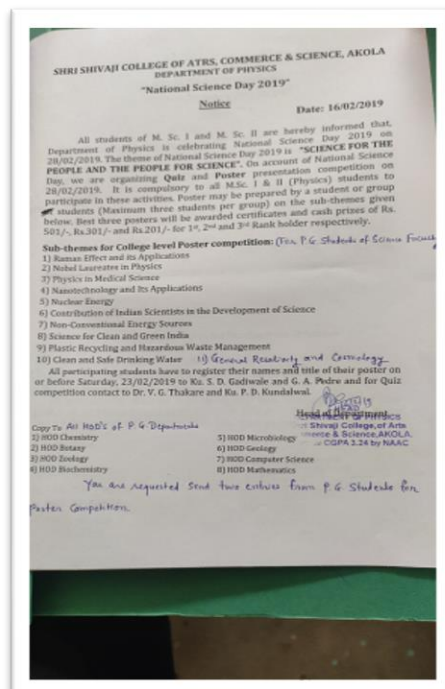 SHRI SHIVAJI COLLEGE OF ATRS, COMMERCE & SCIENCE, AKOLA
DEPARTMENT OF PHYSICS
"National Science Day 2019"
Notice
Date: 16/02/2019
All students of M. Sc. I and M. Sc. II are hereby informed that,
Department of Physics is celebrating National Science Day 2019 on
28/02/2019. The theme of National Science Day 2019 is "SCIENCE FOR THE
PEOPLE AND THE PEOPLE FOR SCIENCE". On account of National Science
Day, we are organizing Quiz and Poster presentation competition on
28/02/2019. It is compulsory to all M.Sc. I & II (Physics) students to
participate in these activities. Poster may be prepared by a student or group
students (Maximum three students per group) on the sub-themes given
below. Best three posters will be awarded certificates and cash prizes of Rs.
501/-, Rs.301/- and Rs.201/- for 1st, 2nd and 3rd Rank holder respectively.
Sub-themes for College level Poster competition: (For P.G. Students of Science
1) Raman Effect and its Applications
2) Nobel Laureates in Physics
3) Physics in Medical Science
4) Nanotechnology and Its Applications
5) Nuclear Energy
6) Contribution of Indian Scientists in the Development of Science
7) Non-Conventional Energy Sources
8) Science for Clean and Green India
9) Plastic Recycling and Hazardous Waste Management
10) Clean and Safe Drinking Water 11) General Relativity and Cosmology
All participating students have to register their names and title of their poster on
or before Saturday, 23/02/2019 to Ku. S. D. Gadiwale and G. A. Pedre and for Quiz
competition contact to Dr. V. G. Thakare and Ku. P. D. Kundalwal.
Head of Department
HEAD
DEPARTMENT OF PHYSICS
Shivaji College, of Arts
& Science, AKOLA.
CGPA 3.24 by NAAC
Copy To All HOD's of P.G. Departments
1) HOD Chemistry
2) HOD Botany
3) HOD Zoology
4) HOD Biochemistry
5) HOD Microbiology
6) HOD Geology
7) HOD Computer Science
8) HOD Mathematics
You are requested send two entries from P.G. Students for
Poster Competition.